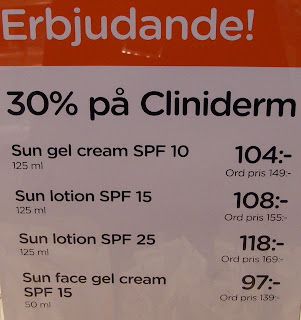 Erbjudande!
30% på Cliniderm
Sun gel cream SPF 10 104:-
125 ml Ord pris 149:-
Sun lotion SPF 15 108:-
125 ml Ord pris 155:-
Sun lotion SPF 25 118:-
125 ml Ord pris 169:-
Sun face gel cream 97:-
SPF 15 Ord pris 139:-
50 ml